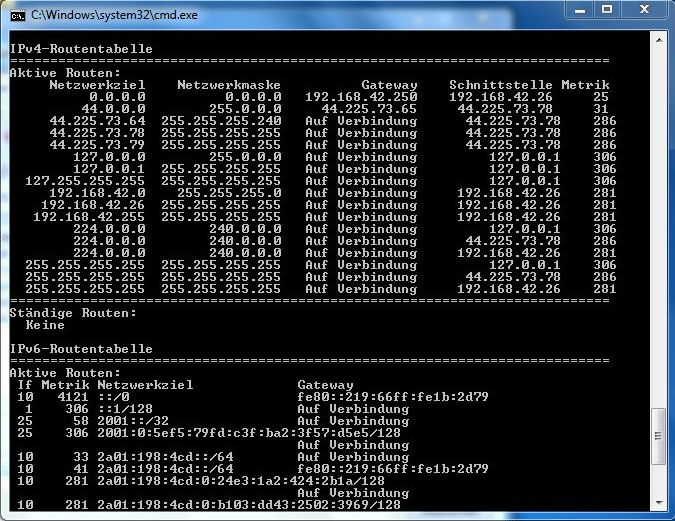 C:\Windows\system32\cmd.exe
IPv4-Routentabelle
===========================================================================
Aktive Routen:
     Netzwerkziel    Netzwerkmaske          Gateway    Schnittstelle Metrik
          0.0.0.0          0.0.0.0   192.168.42.250    192.168.42.26     25
         44.0.0.0        255.0.0.0     44.225.73.65     44.225.73.78     31
     44.225.73.64  255.255.255.240   Auf Verbindung      44.225.73.78    286
     44.225.73.78  255.255.255.255   Auf Verbindung      44.225.73.78    286
     44.225.73.79  255.255.255.255   Auf Verbindung      44.225.73.78    286
        127.0.0.0        255.0.0.0   Auf Verbindung         127.0.0.1    306
        127.0.0.1  255.255.255.255   Auf Verbindung         127.0.0.1    306
  127.255.255.255  255.255.255.255   Auf Verbindung         127.0.0.1    306
     192.168.42.0    255.255.255.0   Auf Verbindung     192.168.42.26    281
    192.168.42.26  255.255.255.255   Auf Verbindung     192.168.42.26    281
   192.168.42.255  255.255.255.255   Auf Verbindung     192.168.42.26    281
        224.0.0.0        240.0.0.0   Auf Verbindung         127.0.0.1    306
        224.0.0.0        240.0.0.0   Auf Verbindung      44.225.73.78    286
        224.0.0.0        240.0.0.0   Auf Verbindung     192.168.42.26    281
  255.255.255.255  255.255.255.255   Auf Verbindung         127.0.0.1    306
  255.255.255.255  255.255.255.255   Auf Verbindung      44.225.73.78    286
  255.255.255.255  255.255.255.255   Auf Verbindung     192.168.42.26    281
===========================================================================
Ständige Routen:
  Keine
IPv6-Routentabelle
===========================================================================
Aktive Routen:
 If Metrik Netzwerkziel             Gateway
 10   4121 ::/0                     fe80::219:66ff:fe1b:2d79
  1    306 ::1/128                  Auf Verbindung
 25     58 2001::/32                Auf Verbindung
 25    306 2001:0:5ef5:79fd:c3f:ba2:3f57:d5e5/128
                                    Auf Verbindung
 10     33 2a01:198:4cd::/64        Auf Verbindung
 10     41 2a01:198:4cd::/64        fe80::219:66ff:fe1b:2d79
 10    281 2a01:198:4cd:0:24e3:1a2:424:2b1a/128
                                    Auf Verbindung
 10    281 2a01:198:4cd:0:b103:dd43:2502:3969/128